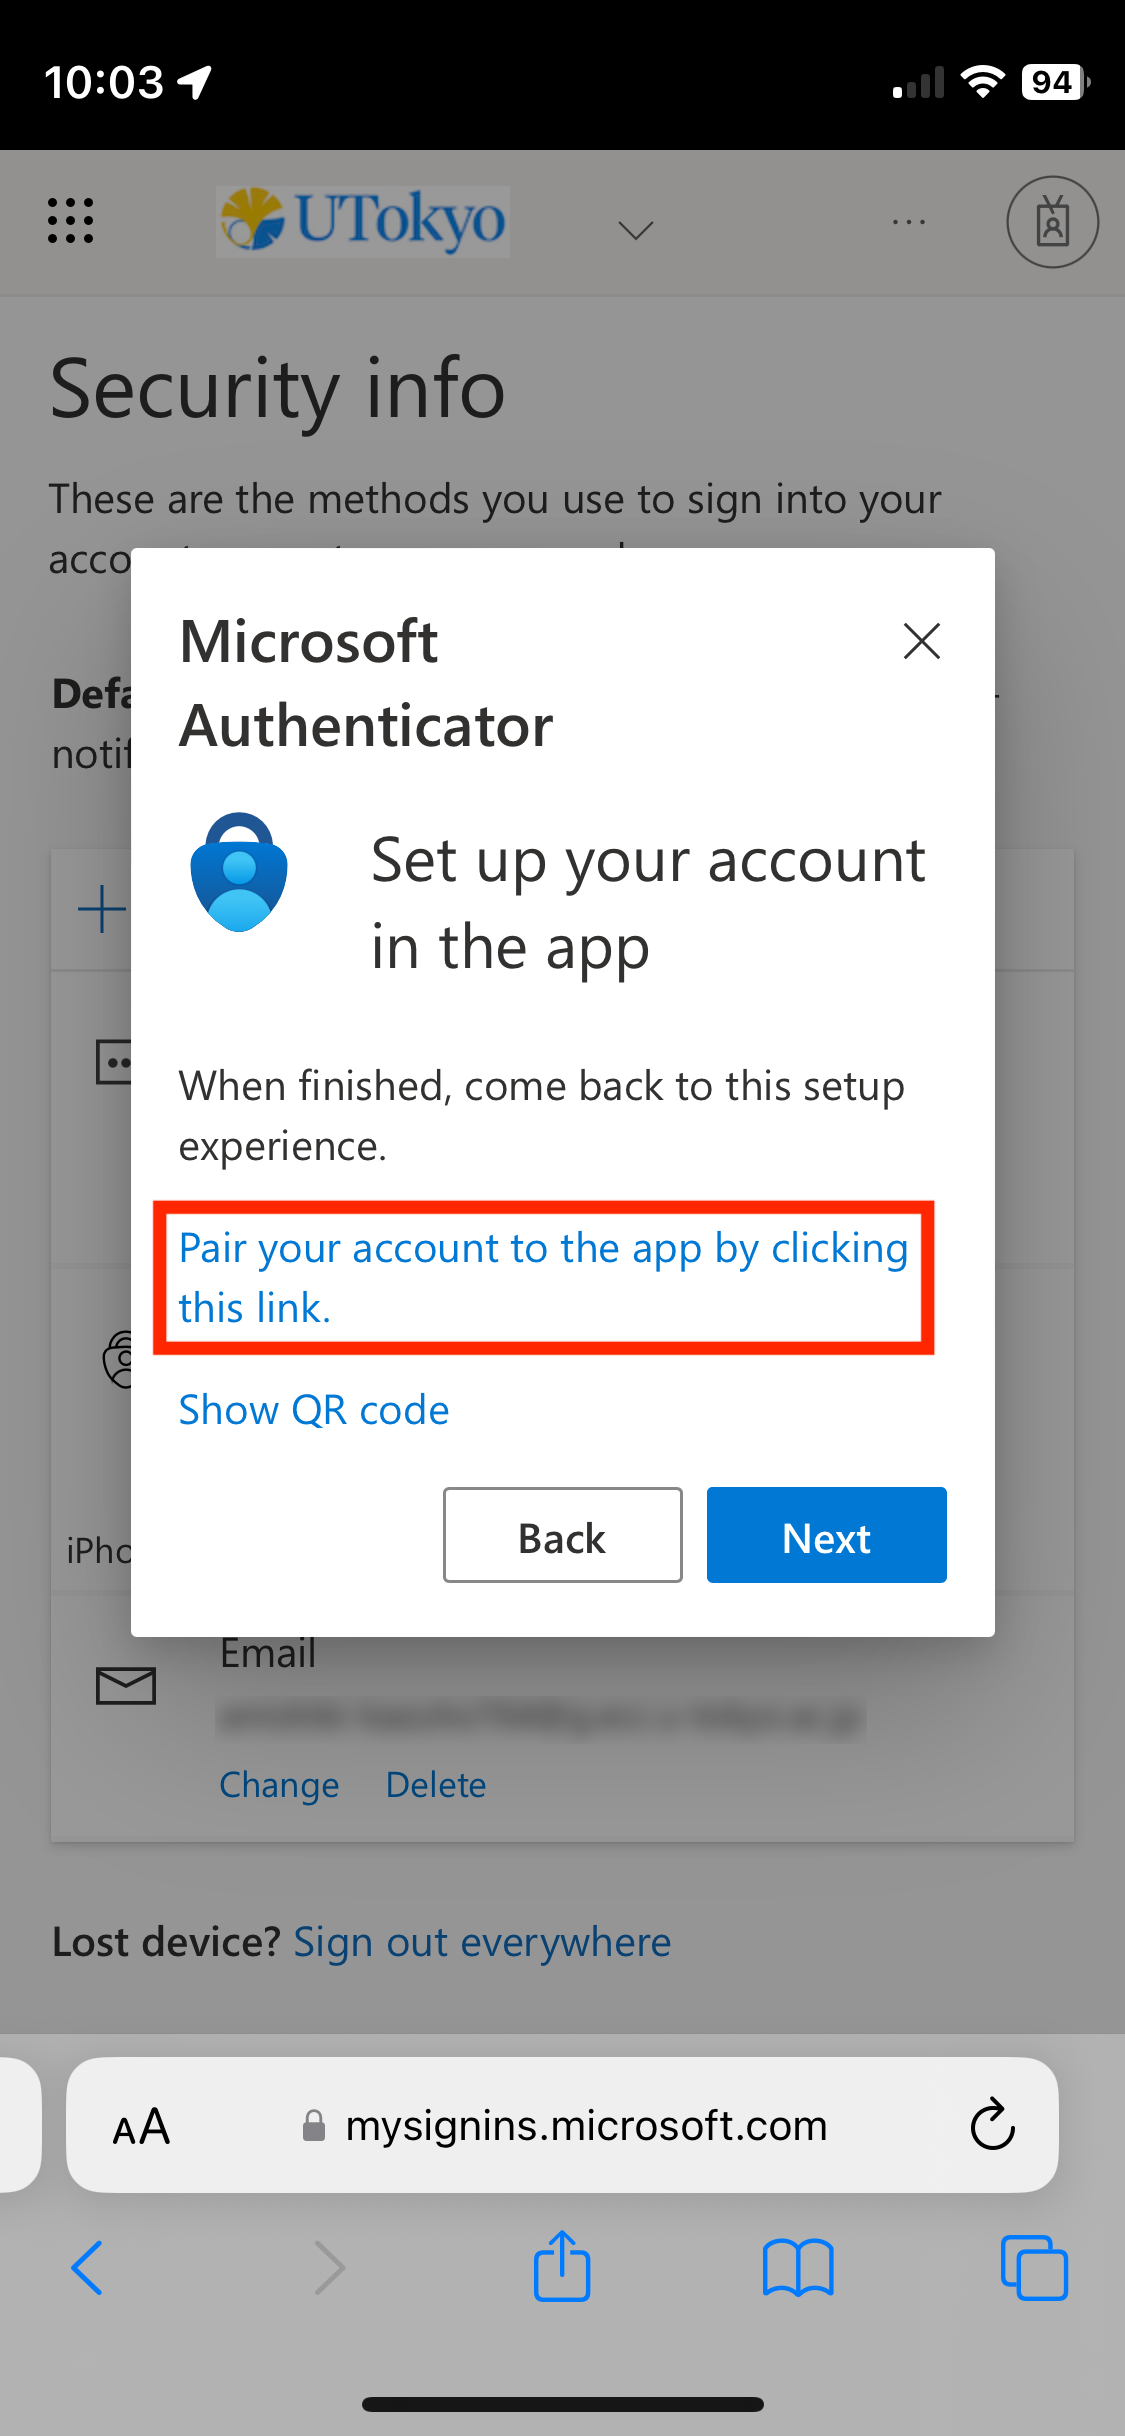 10:03
94
UTokyo
Security info
These are the methods you use to sign into your
acco
Microsoft
Authenticator
Defa
notif
Set up your account
in the app
When finished, come back to this setup
experience.
Pair your account to the app by clicking
this link.
Show QR code
iPho
Back
Next
Email
Change Delete
Lost device? Sign out everywhere
AA
mysignins.microsoft.com